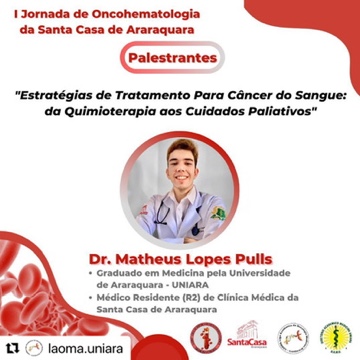 I Jornada de Oncohematologia
da Santa Casa de Araraquara
Palestrantes
"Estratégias de Tratamento Para Câncer do Sangue:
da Quimioterapia aos Cuidados Paliativos"
Dr. Matheus Lopes Pulls
Graduado em Medicina pela Universidade
de Araraquara - UNIARA
Médico Residente (R2) de Clínica Médica da
Santa Casa de Araraquara
laoma.uniara
SantaCasa